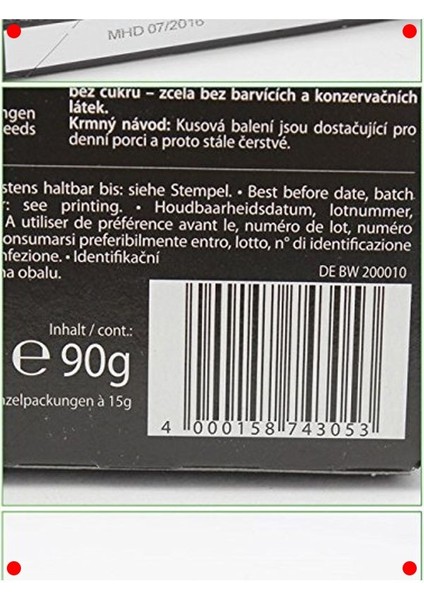 MHD 07/2016
bez cukru – zcela bez barvících a konzervačních
látek.
Krmný návod: Kusová balení jsou dostačující pro
denní porci a proto stále čerstvé.
ngen
eeds
stens haltbar bis: siehe Stempel. • Best before date, batch
r: see printing. • Houdbaarheidsdatum, lotnummer,
A utiliser de préférence avant le, numéro de lot, numéro
onsumarsi preferibilmente entro, lotto, n° di identificazione
nfezione. • Identifikační
na obalu.
DE BW 200010
Inhalt / cont.:
e 90g
zelpackungen à 15g
4 000158 743053